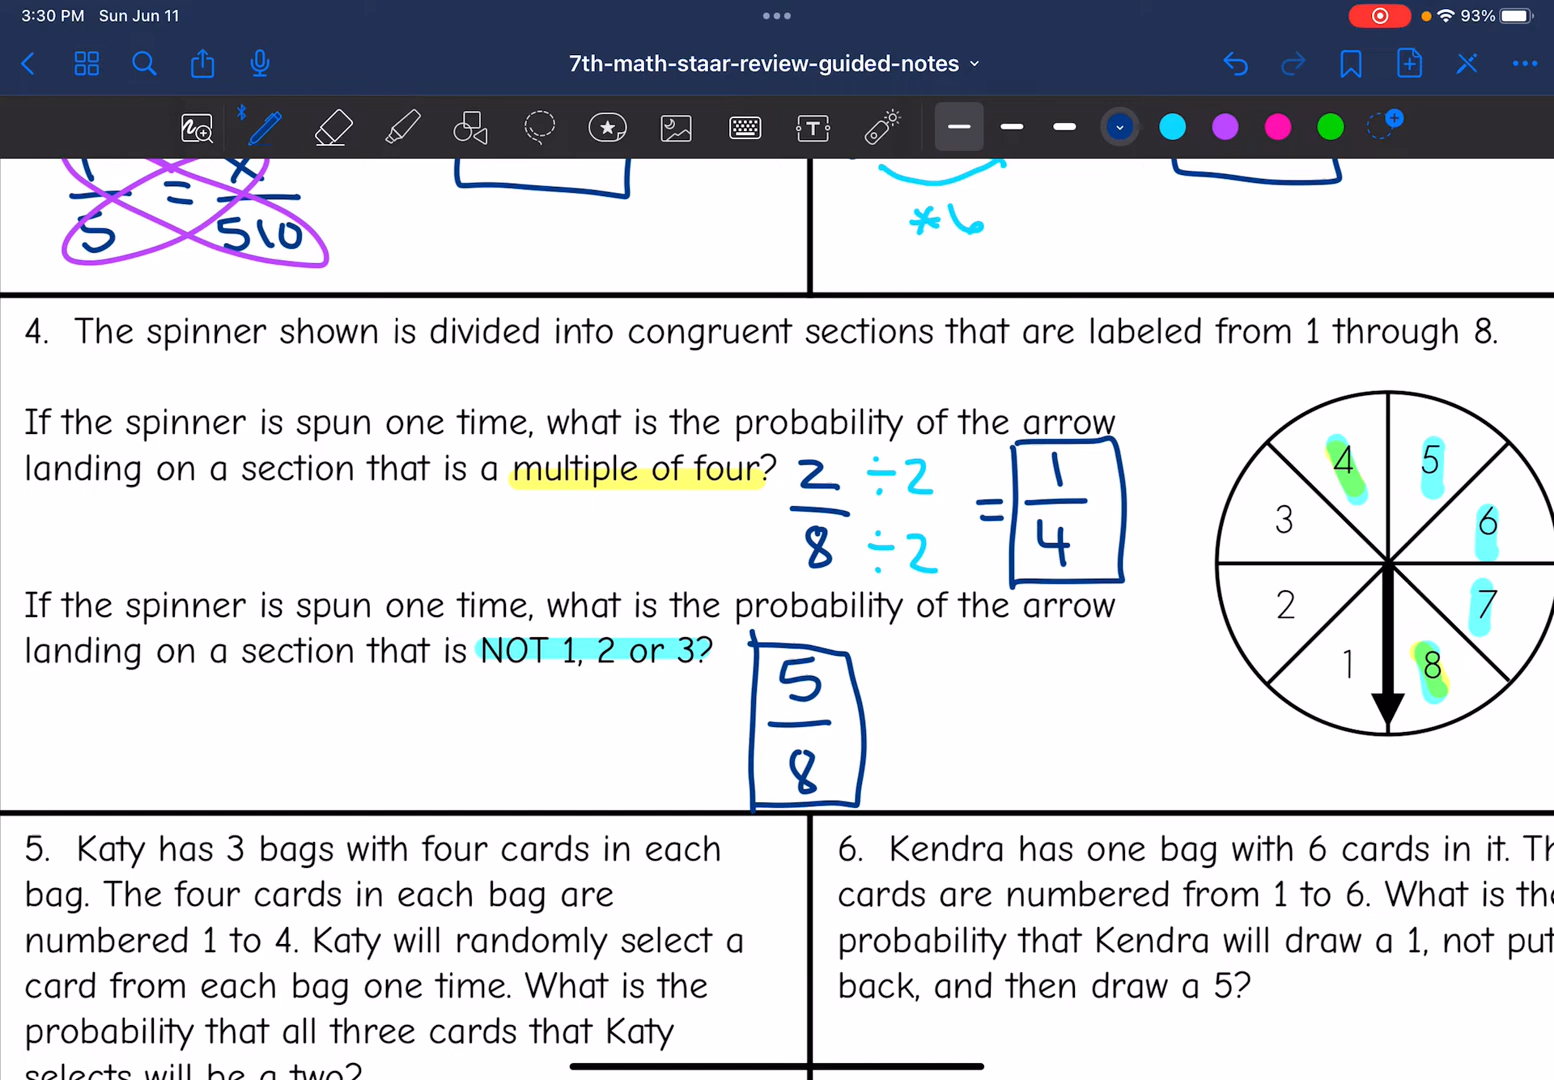 3:30 PM Sun Jun 11
93%
7th-math-staar-review-guided-notes
T
1/5 = x/510
*6
4. The spinner shown is divided into congruent sections that are labeled from 1 through 8.
If the spinner is spun one time, what is the probability of the arrow
landing on a section that is a multiple of four?
2/8 ÷2/÷2 = 1/4
If the spinner is spun one time, what is the probability of the arrow
landing on a section that is NOT 1, 2 or 3?
5/8
4 5
3 6
2 7
1 8
5. Katy has 3 bags with four cards in each
bag. The four cards in each bag are
numbered 1 to 4. Katy will randomly select a
card from each bag one time. What is the
probability that all three cards that Katy
selects will be a two?
6. Kendra has one bag with 6 cards in it.
cards are numbered from 1 to 6. What is
probability that Kendra will draw a 1, not put
back, and then draw a 5?